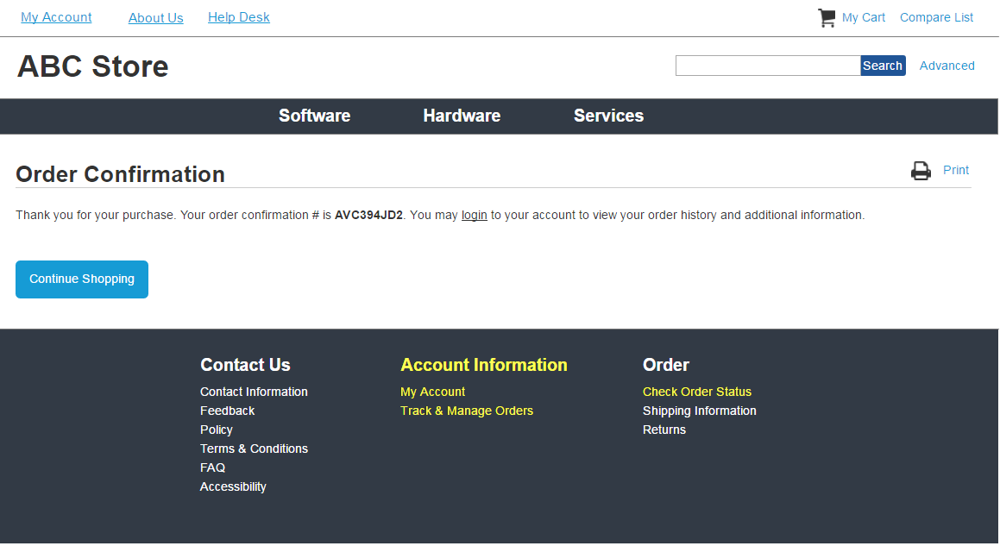 My Account About Us Help Desk My Cart Compare List
ABC Store Search Advanced
Software Hardware Services
Order Confirmation Print
Thank you for your purchase. Your order confirmation # is AVC394JD2. You may login to your account to view your order history and additional information.
Continue Shopping
Contact Us
Contact Information
Feedback
Policy
Terms & Conditions
FAQ
Accessibility
Account Information
My Account
Track & Manage Orders
Order
Check Order Status
Shipping Information
Returns